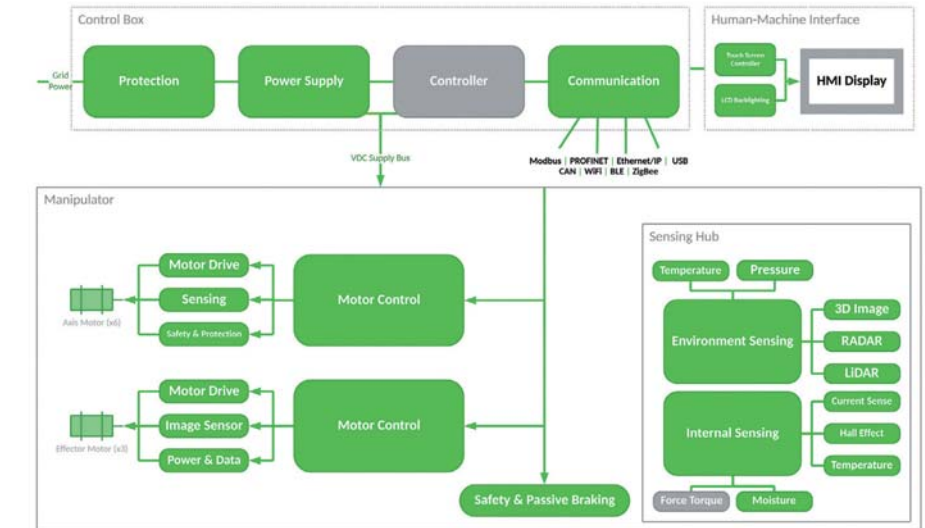 Control Box
Human-Machine Interface
Grid
Power
Protection
Power Supply
Controller
Communication
Touch Screen
Controller
LCD Backlighting
HMI Display
VDC Supply Bus
Modbus | PROFINET | Ethernet/IP | USB
CAN | WiFi | BLE | ZigBee
Manipulator
Motor Drive
Sensing
Safety & Protection
Motor Control
Axis Motor (x6)
Motor Drive
Image Sensor
Power & Data
Motor Control
Effector Motor (x3)
Safety & Passive Braking
Sensing Hub
Temperature
Pressure
Environment Sensing
3D Image
RADAR
LiDAR
Internal Sensing
Current Sense
Hall Effect
Temperature
Force Torque
Moisture